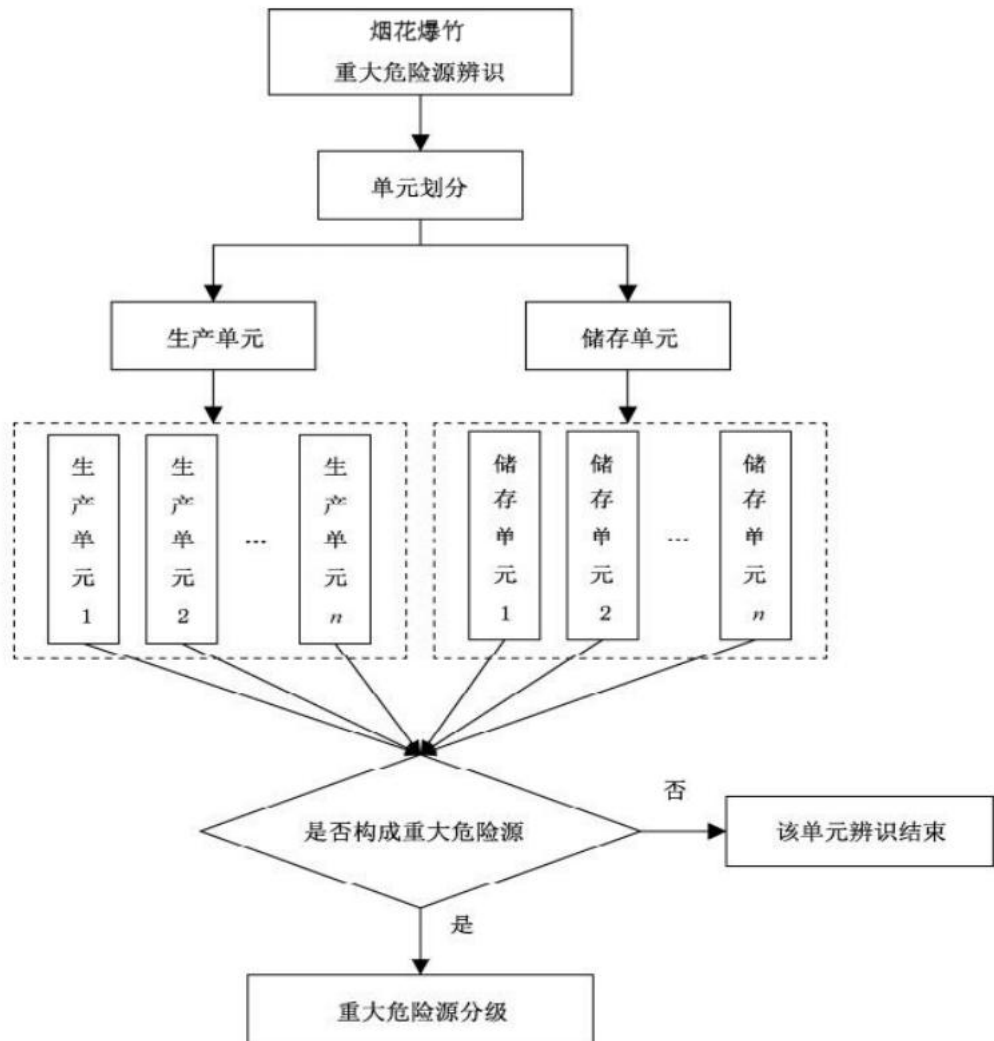 烟花爆竹
重大危险源辨识
单元划分
生产单元
储存单元
生产单元1
生产单元2
…
生产单元n
储存单元1
储存单元2
…
储存单元n
是否构成重大危险源
否
该单元辨识结束
是
重大危险源分级